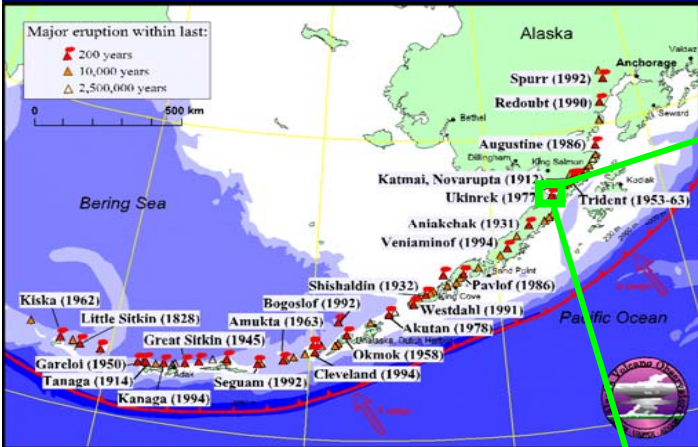 Major eruption within last:
200 years
10,000 years
2,500,000 years
0 500 km
Alaska
Valdez
Anchorage
Spurr (1992)
Redoubt (1990)
Seward
Bethel
Augustine (1986)
Dillingham
King Salmon
Katmai, Novarupta (1912)
Kodiak
Ukinrek (1977
Trident (1953-63)
Bering Sea
Aniakchak (1931)
Veniaminof (1994)
Sand Point
Shishaldin (1932)
Pavlof (1986)
King Cove
Kiska (1962)
Bogoslof (1992)
Westdahl (1991)
Pacific Ocean
Little Sitkin (1828)
Amukta (1963)
Akutan (1978)
Great Sitkin (1945)
Unalaska, Dutch Harbor
Okmok (1958)
Gareloi (1950)
Tanaga (1914)
Adak
Seguam (1992)
Cleveland (1994)
Kanaga (1994)